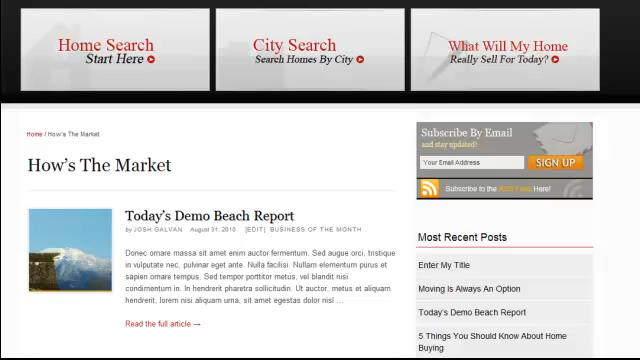 Home Search
Start Here
City Search
Search Homes By City
What Will My Home
Really Sell For Today?
Home / How's The Market
How's The Market
Today's Demo Beach Report
by JOSH GALVAN August 31, 2010 [EDIT] BUSINESS OF THE MONTH
Donec ornare massa sit amet enim auctor fermentum. Sed augue orci, tristique
in vulputate nec, pulvinar eget ante. Nulla facilisi. Nullam elementum purus et
sapien ornare tempus. Sed tempor porttitor metus, vel blandit nisi
condimentum in. In hendrerit pharetra sollicitudin. Ut auctor, metus et aliquam
hendrerit, lorem nisi aliquam urna, sit amet egestas dolor nisl ...
Read the full article →
Subscribe By Email
and stay updated!
Your Email Address
SIGN UP
Subscribe to the RSS Feed Here!
Most Recent Posts
Enter My Title
Moving Is Always An Option
Today's Demo Beach Report
5 Things You Should Know About Home
Buying